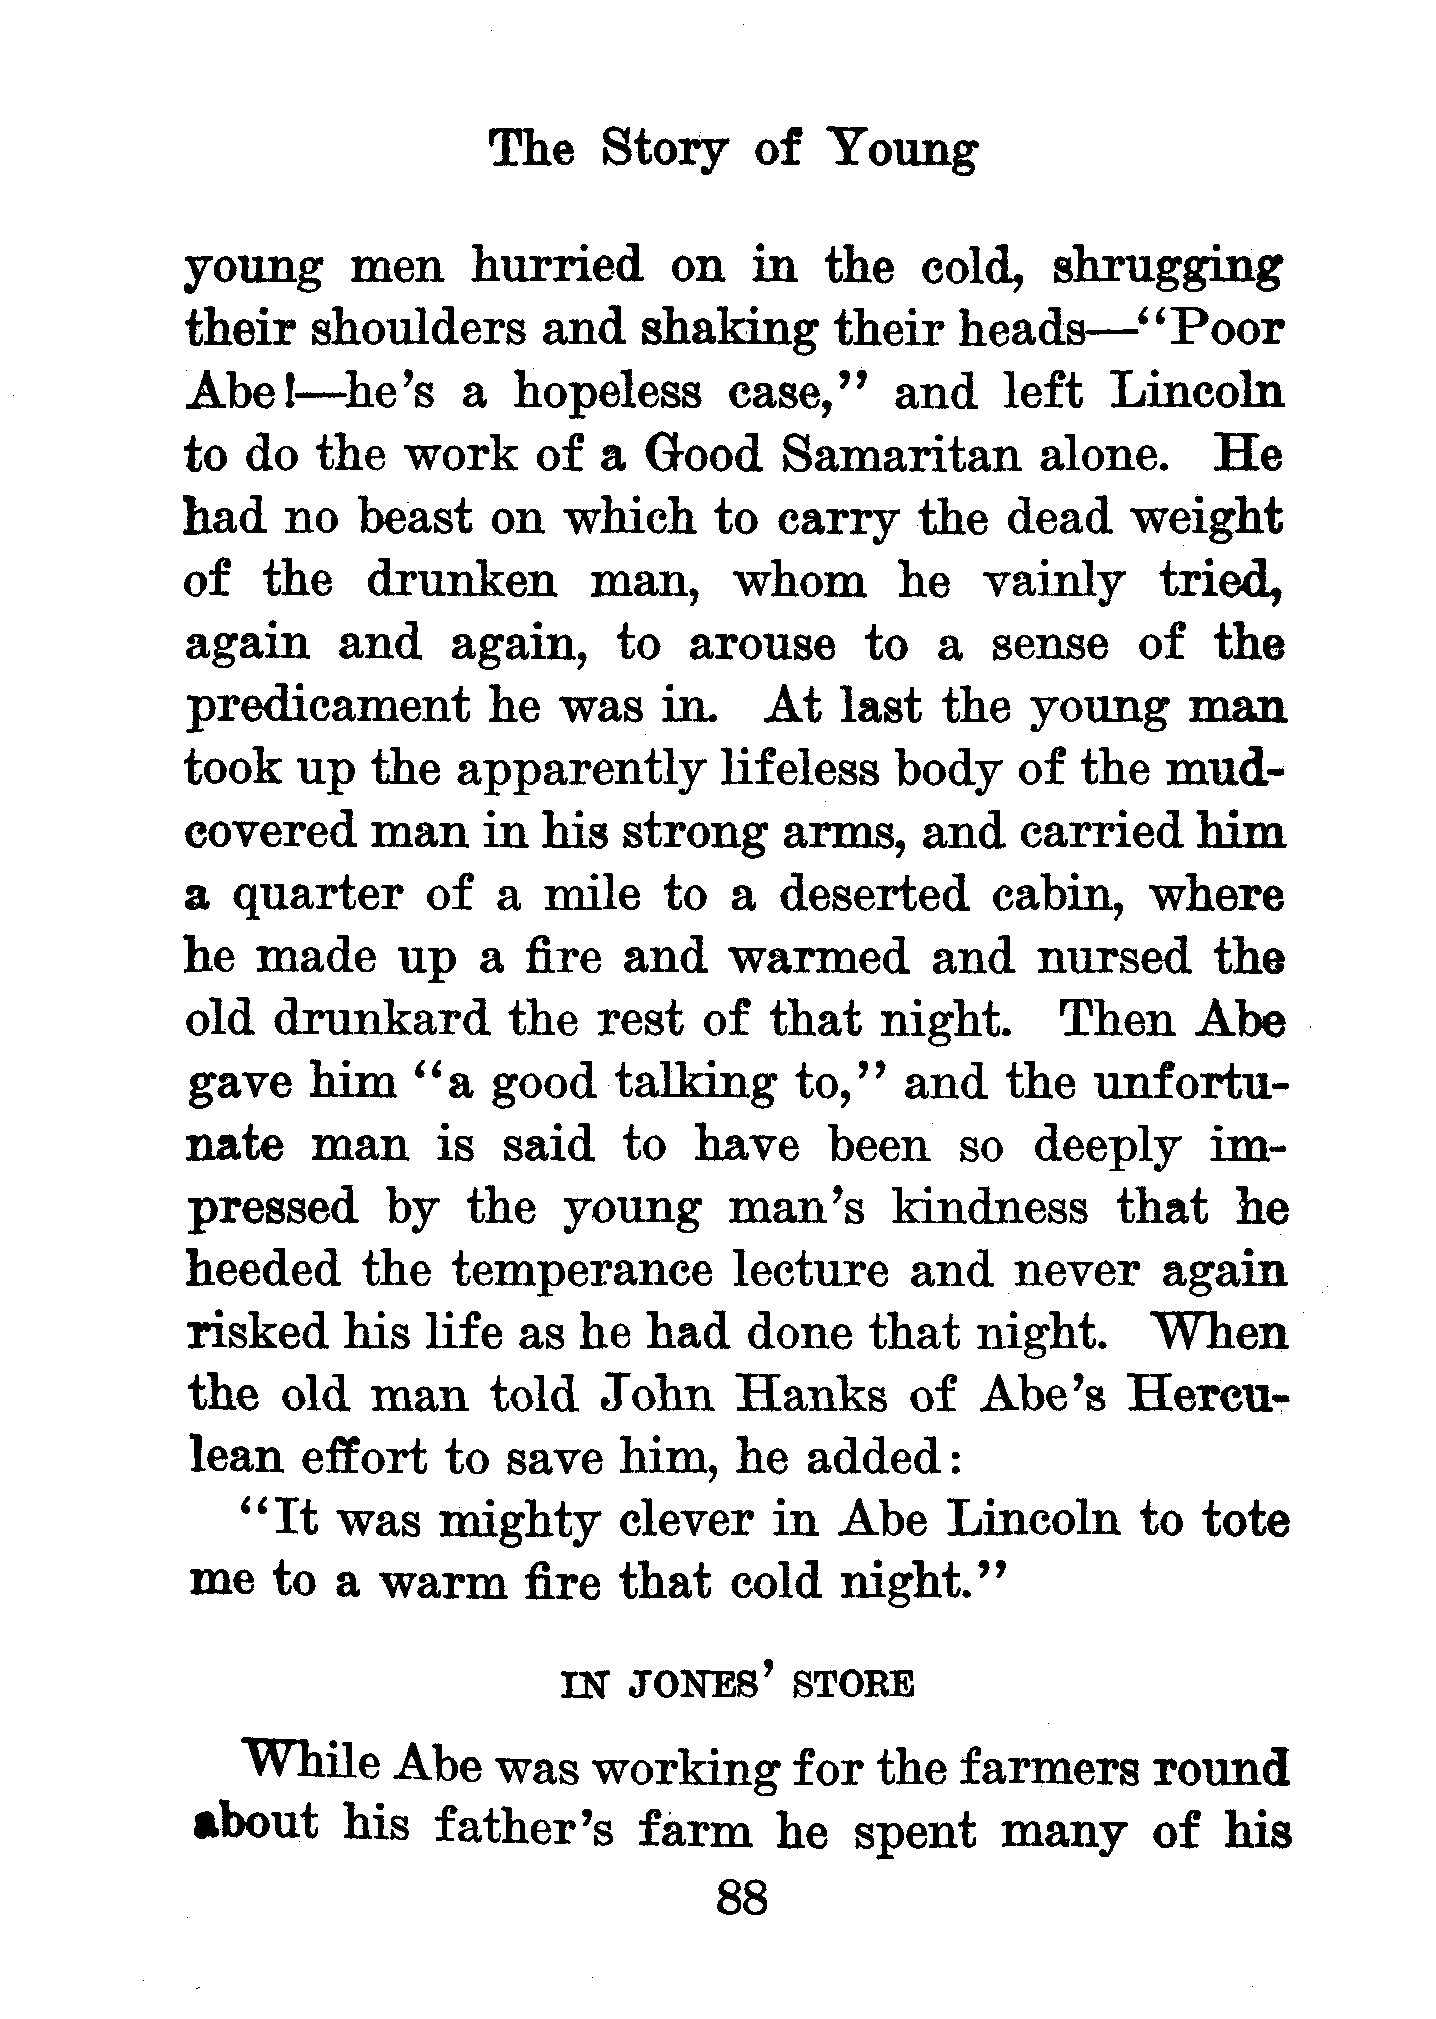 The Story of Young
young men hurried on in the cold, shrugging
their shoulders and shaking their heads—“Poor
Abe!—he’s a hopeless case,” and left Lincoln
to do the work of a Good Samaritan alone. He
had no beast on which to carry the dead weight
of the drunken man, whom he vainly tried,
again and again, to arouse to a sense of the
predicament he was in. At last the young man
took up the apparently lifeless body of the mud-
covered man in his strong arms, and carried him
a quarter of a mile to a deserted cabin, where
he made up a fire and warmed and nursed the
old drunkard the rest of that night. Then Abe
gave him “a good talking to,” and the unfortu-
nate man is said to have been so deeply im-
pressed by the young man’s kindness that he
heeded the temperance lecture and never again
risked his life as he had done that night. When
the old man told John Hanks of Abe’s Hercu-
lean effort to save him, he added:
“It was mighty clever in Abe Lincoln to tote
me to a warm fire that cold night.”
IN JONES’ STORE
While Abe was working for the farmers round
about his father’s farm he spent many of his
88